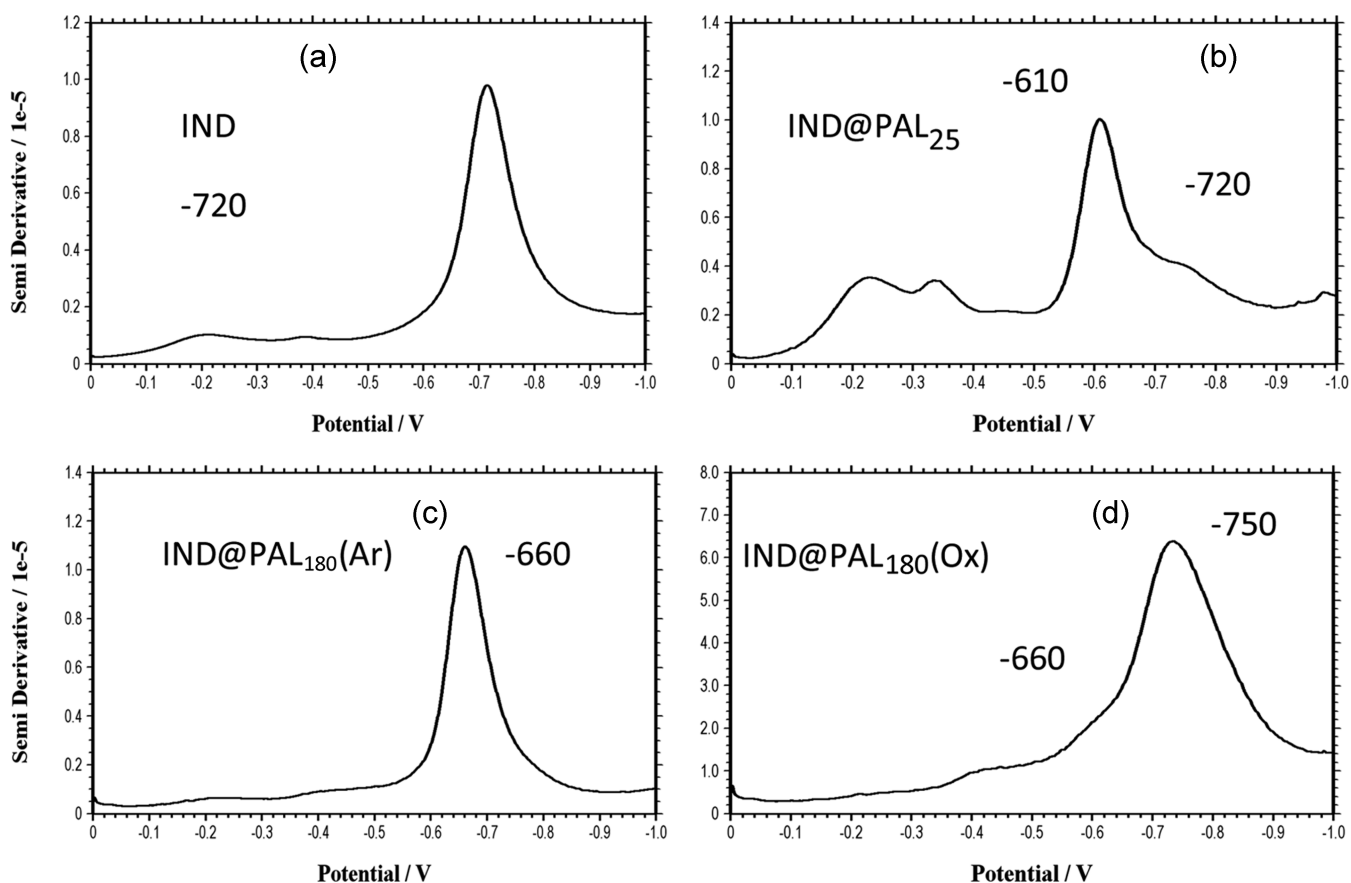 (a)
IND
-720
1.2
1.0
0.8
0.6
0.4
0.2
0
0 -0.1 -0.2 -0.3 -0.4 -0.5 -0.6 -0.7 -0.8 -0.9 -1.0
Semi Derivative / 1e-5
Potential / V
(b)
-610
IND@PAL25
-720
1.4
1.2
1.0
0.8
0.6
0.4
0.2
0
0 -0.1 -0.2 -0.3 -0.4 -0.5 -0.6 -0.7 -0.8 -0.9 -1.0
Potential / V
(c)
IND@PAL180(Ar) -660
1.4
1.2
1.0
0.8
0.6
0.4
0.2
0
0 -0.1 -0.2 -0.3 -0.4 -0.5 -0.6 -0.7 -0.8 -0.9 -1.0
Semi Derivative / 1e-5
Potential / V
(d)
-750
IND@PAL180(Ox)
-660
8.0
7.0
6.0
5.0
4.0
3.0
2.0
1.0
0
0 -0.1 -0.2 -0.3 -0.4 -0.5 -0.6 -0.7 -0.8 -0.9 -1.0
Potential / V